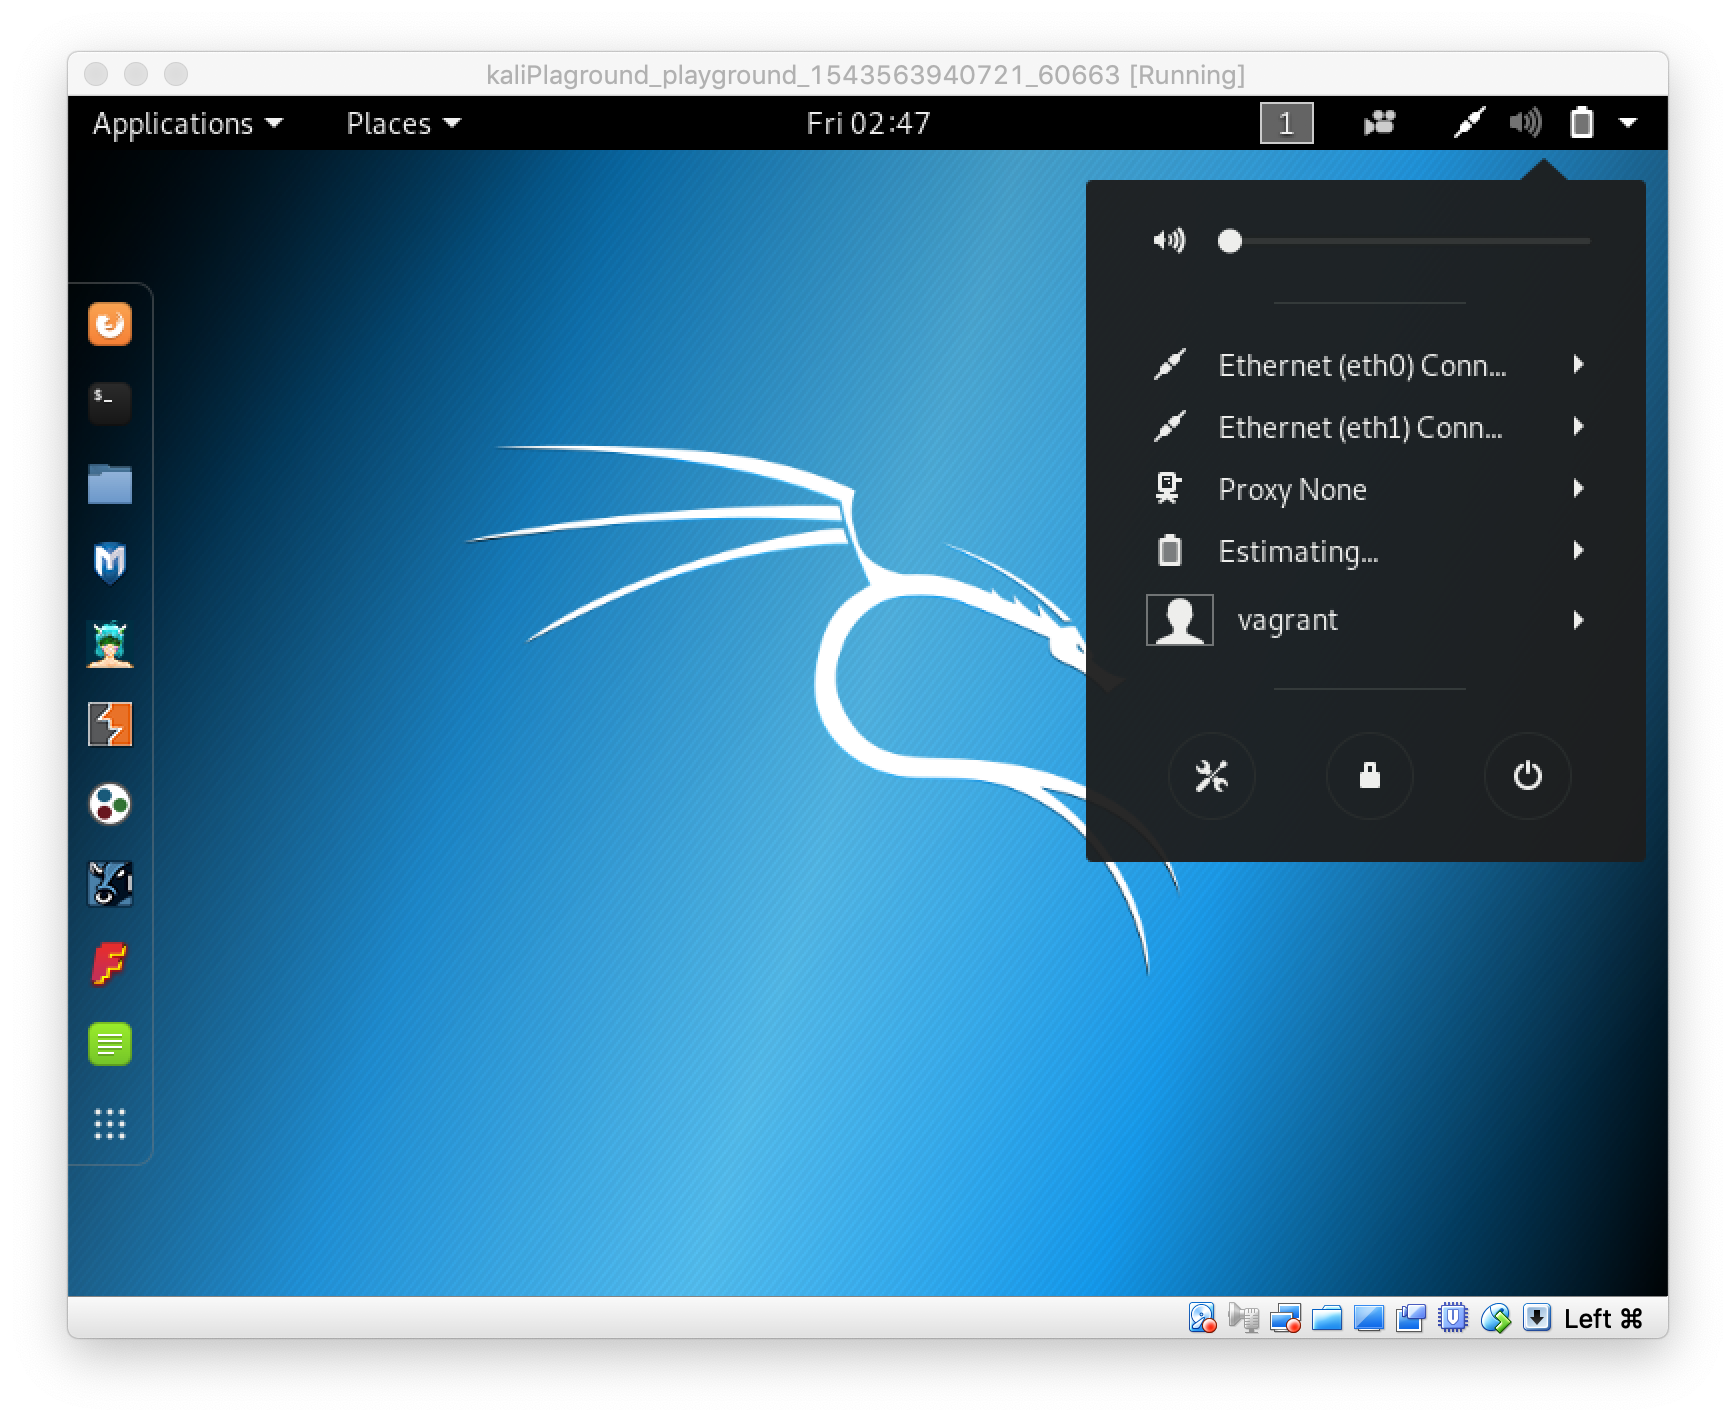 kaliPlaground_playground_1543563940721_60663 [Running]
Applications Places Fri 02:47 1
$_
Ethernet (eth0) Conn...
Ethernet (eth1) Conn...
Proxy None
Estimating...
vagrant
Left ⌘